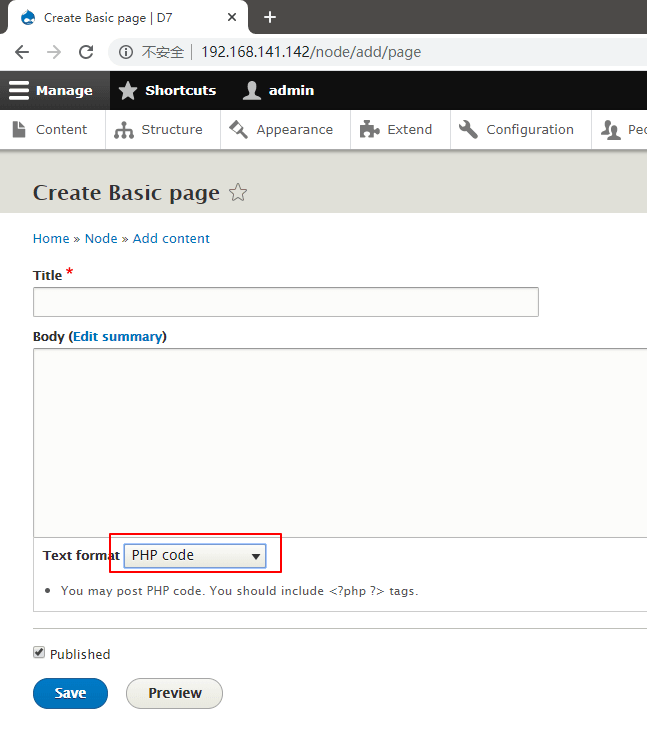 Create Basic page | D7
不安全 192.168.141.142/node/add/page
Manage Shortcuts admin
Content Structure Appearance Extend Configuration Peo
Create Basic page
Home » Node » Add content
Title *
Body (Edit summary)
Text format PHP code
You may post PHP code. You should include <?php ?> tags.
Published
Save Preview